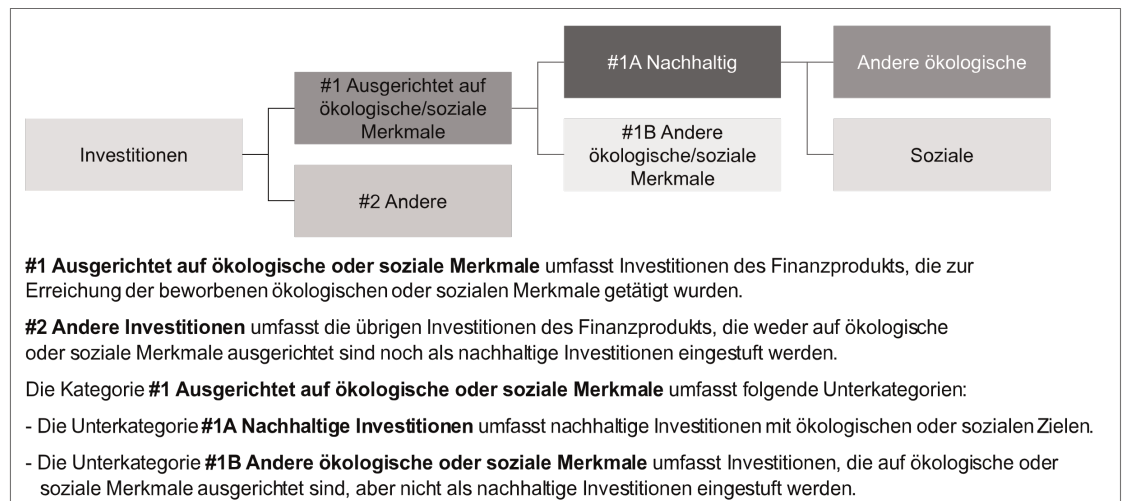 #1A Nachhaltig
Andere ökologische
#1 Ausgerichtet auf
ökologische/soziale
Merkmale
#1B Andere
ökologische/soziale
Merkmale
Investitionen
Soziale
#2 Andere
#1 Ausgerichtet auf ökologische oder soziale Merkmale umfasst Investitionen des Finanzprodukts, die zur
Erreichung der beworbenen ökologischen oder sozialen Merkmale getätigt wurden.
#2 Andere Investitionen umfasst die übrigen Investitionen des Finanzprodukts, die weder auf ökologische
oder soziale Merkmale ausgerichtet sind noch als nachhaltige Investitionen eingestuft werden.
Die Kategorie #1 Ausgerichtet auf ökologische oder soziale Merkmale umfasst folgende Unterkategorien:
- Die Unterkategorie #1A Nachhaltige Investitionen umfasst nachhaltige Investitionen mit ökologischen oder sozialen Zielen.
- Die Unterkategorie #1B Andere ökologische oder soziale Merkmale umfasst Investitionen, die auf ökologische oder
soziale Merkmale ausgerichtet sind, aber nicht als nachhaltige Investitionen eingestuft werden.